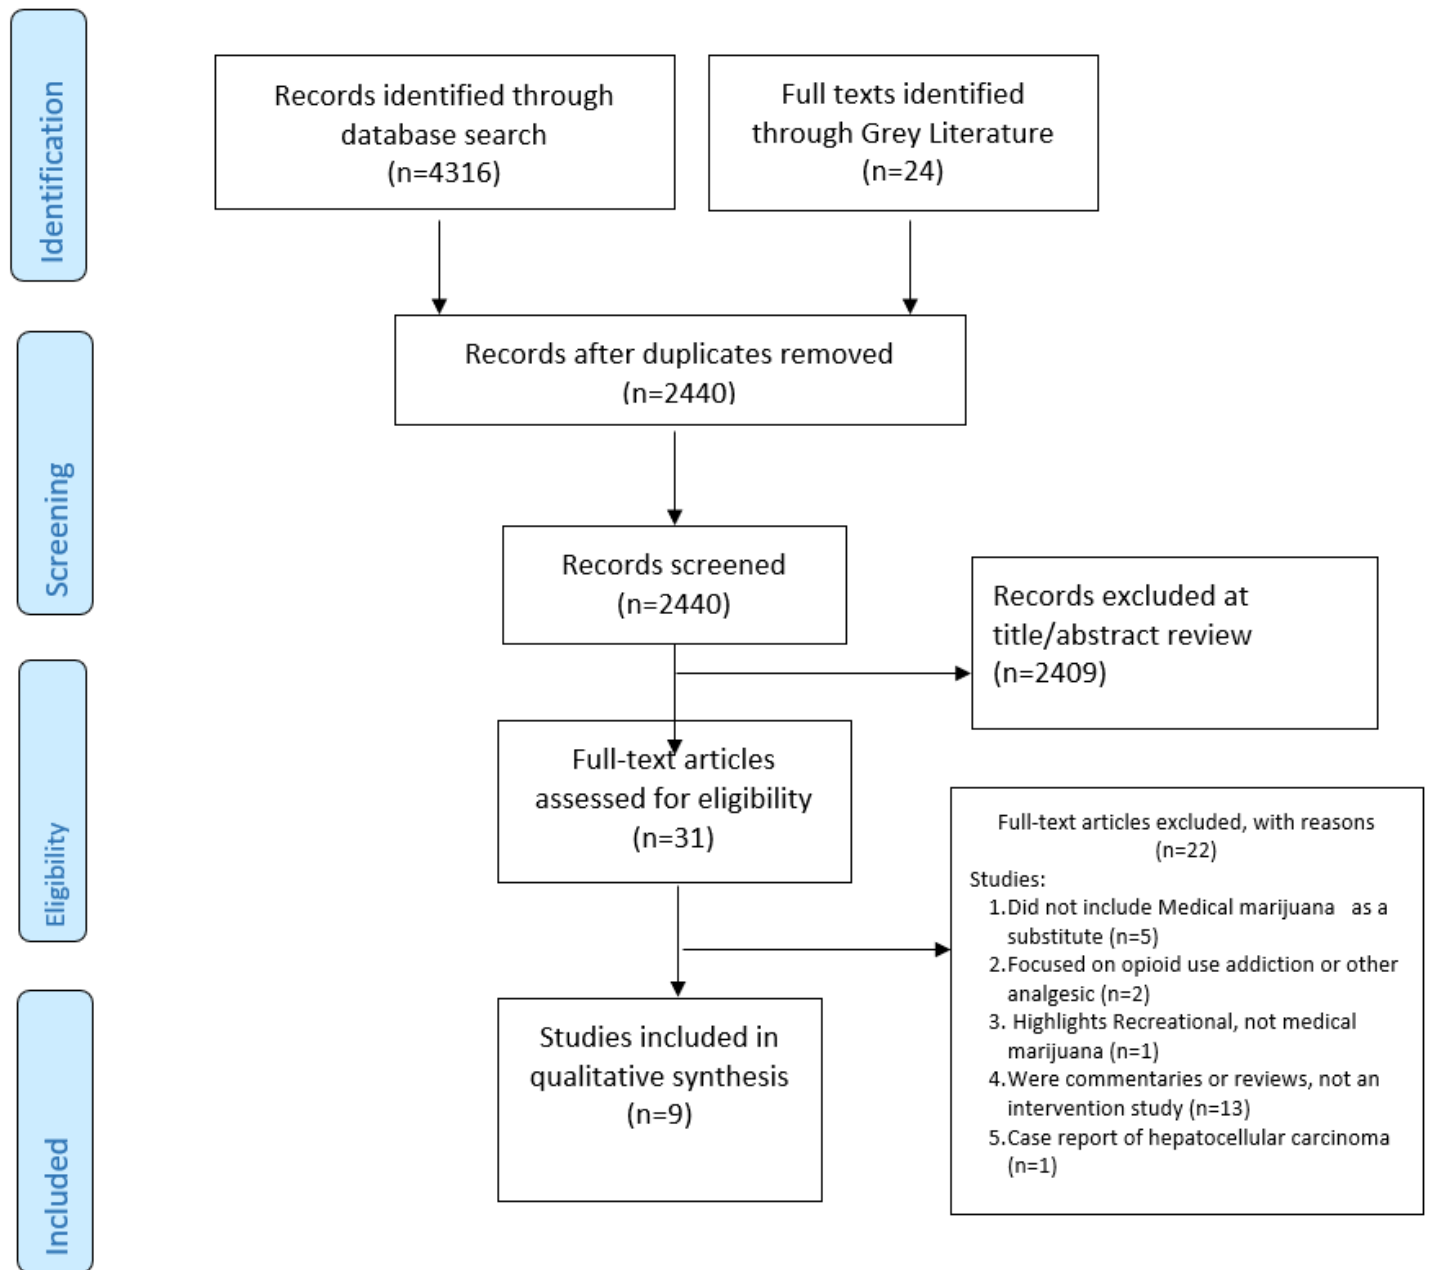 Identification
Records identified through
database search
(n=4316)
Full texts identified
through Grey Literature
(n=24)
Records after duplicates removed
(n=2440)
Screening
Records screened
(n=2440)
Records excluded at
title/abstract review
(n=2409)
Eligibility
Full-text articles
assessed for eligibility
(n=31)
Full-text articles excluded, with reasons
(n=22)
Studies:
1.Did not include Medical marijuana as a
substitute (n=5)
2.Focused on opioid use addiction or other
analgesic (n=2)
3. Highlights Recreational, not medical
marijuana (n=1)
4.Were commentaries or reviews, not an
intervention study (n=13)
5.Case report of hepatocellular carcinoma
(n=1)
Included
Studies included in
qualitative synthesis
(n=9)